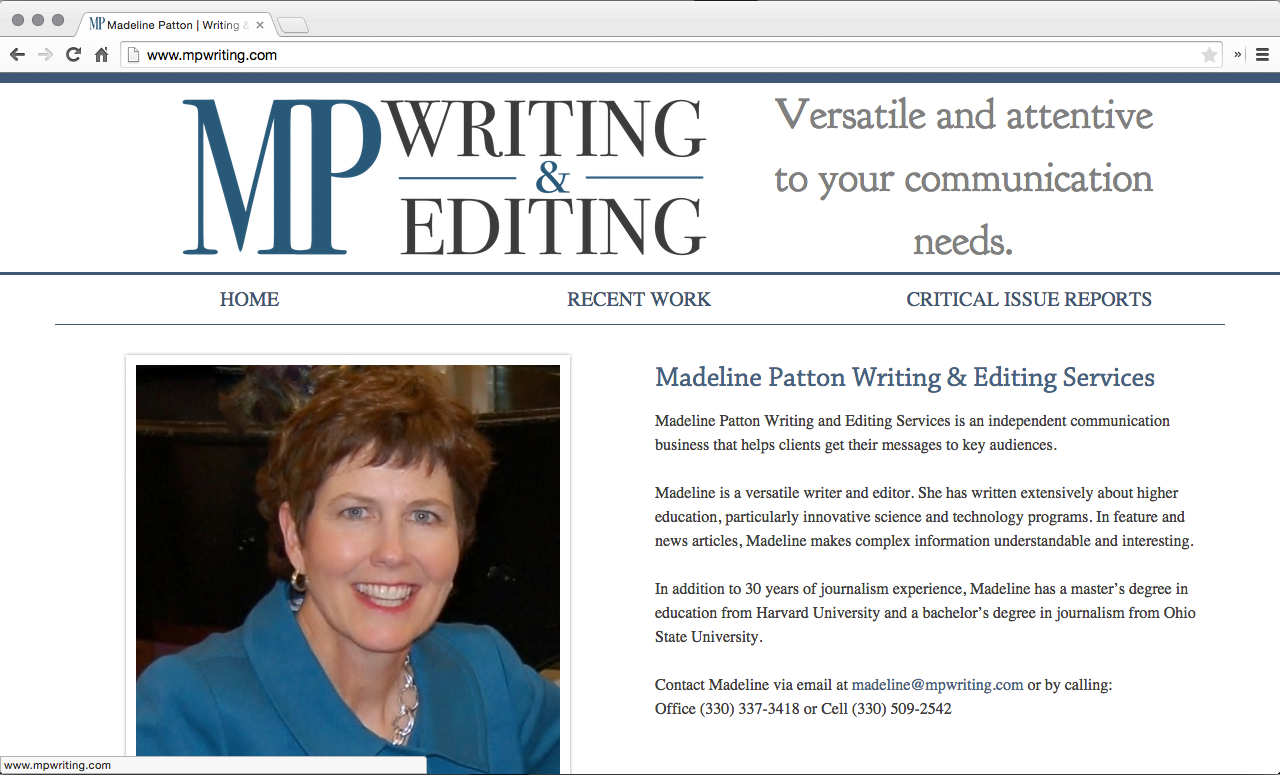 Madeline Patton | Writing &
www.mpwriting.com
»
MP WRITING
&
EDITING
Versatile and attentive
to your communication
needs.
HOME RECENT WORK CRITICAL ISSUE REPORTS
Madeline Patton Writing & Editing Services
Madeline Patton Writing and Editing Services is an independent communication
business that helps clients get their messages to key audiences.
Madeline is a versatile writer and editor. She has written extensively about higher
education, particularly innovative science and technology programs. In feature and
news articles, Madeline makes complex information understandable and interesting.
In addition to 30 years of journalism experience, Madeline has a master’s degree in
education from Harvard University and a bachelor’s degree in journalism from Ohio
State University.
Contact Madeline via email at madeline@mpwriting.com or by calling:
Office (330) 337-3418 or Cell (330) 509-2542
www.mpwriting.com